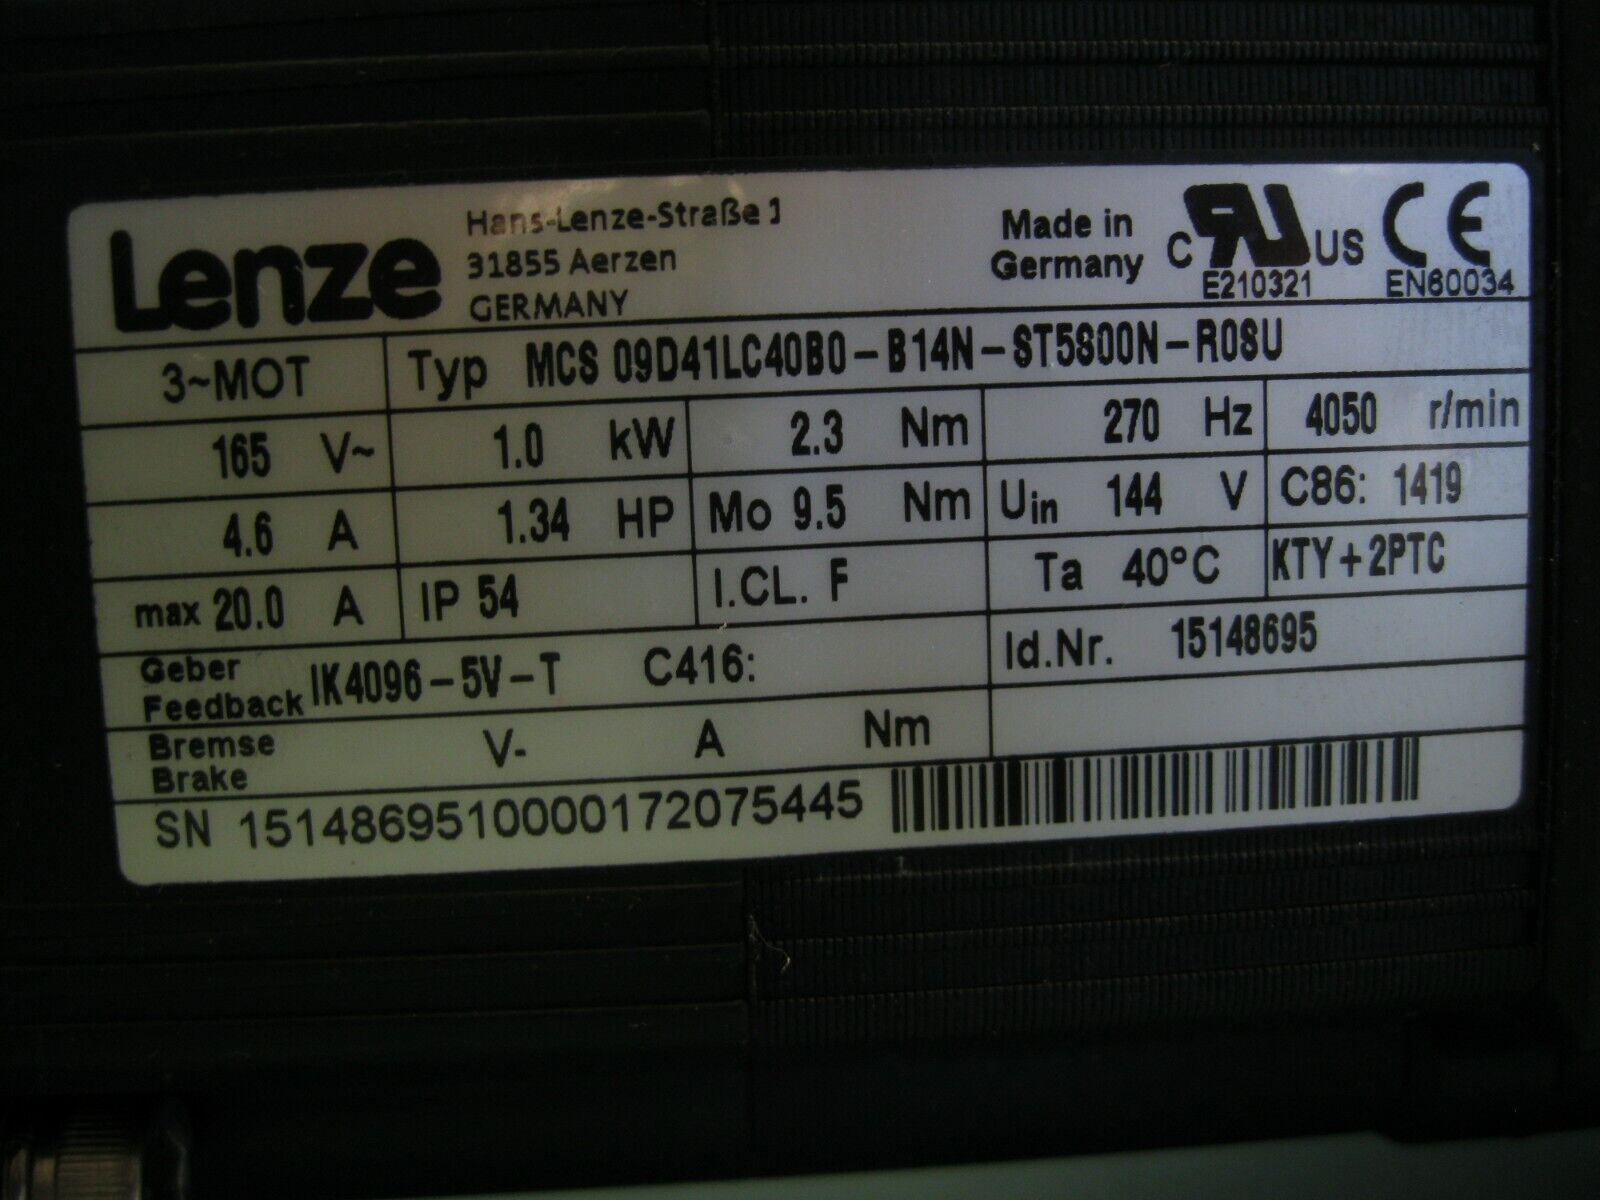 Lenze
Hans-Lenze-Straße 1
31855 Aerzen
GERMANY
Made in
Germany
C RU US
E210321
CE
EN60034
3~MOT Typ MCS 09D41LC40B0-B14N-ST5S00N-R0SU
165 V~ 1.0 kW 2.3 Nm 270 Hz 4050 r/min
4.6 A 1.34 HP Mo 9.5 Nm Uin 144 V C86: 1419
max 20.0 A IP 54 I.CL. F Ta 40°C KTY+2PTC
Geber
Feedback IK4096-5V-T C416: Id.Nr. 15148695
Bremse
Brake V- A Nm
SN 15148695100000172075445